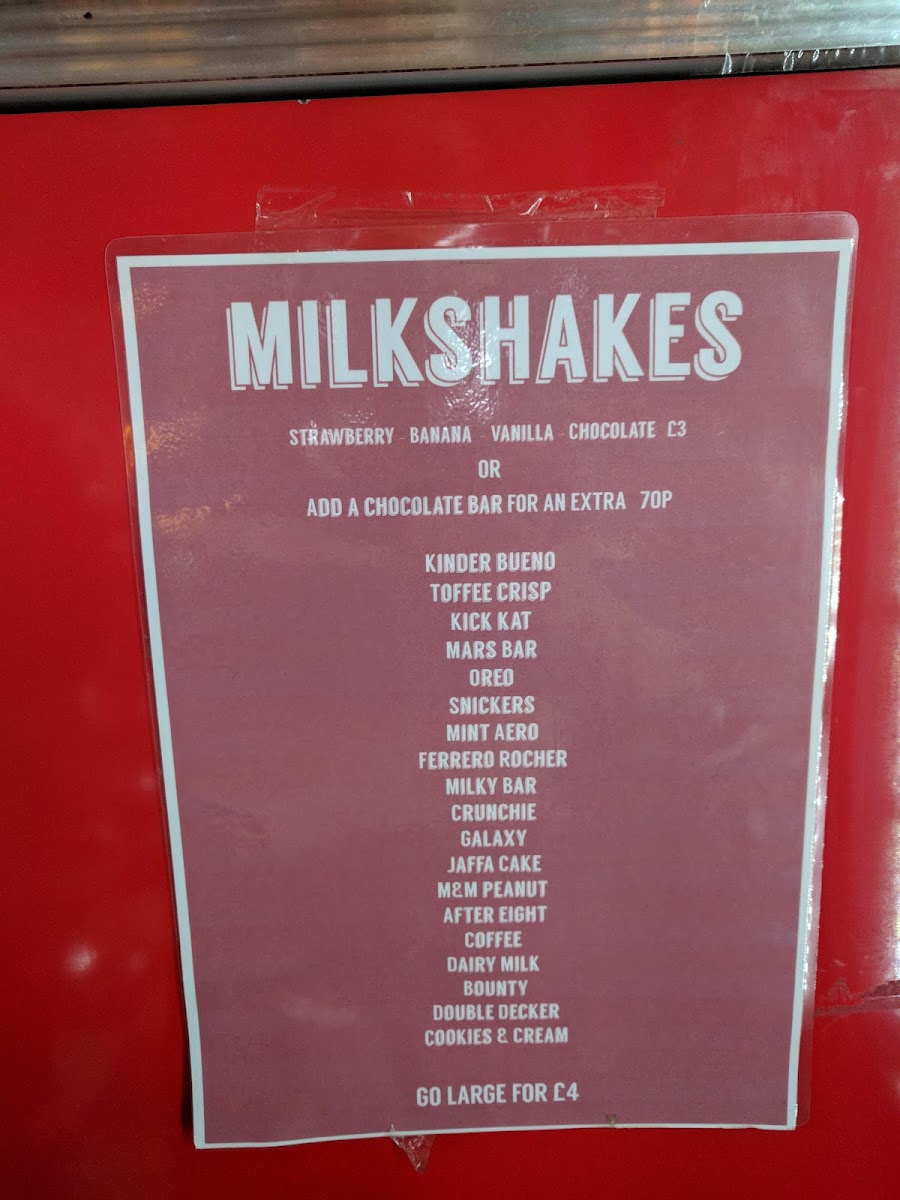 MILKSHAKES
STRAWBERRY - BANANA - VANILLA - CHOCOLATE £3
OR
ADD A CHOCOLATE BAR FOR AN EXTRA 70P
KINDER BUENO
TOFFEE CRISP
KICK KAT
MARS BAR
OREO
SNICKERS
MINT AERO
FERRERO ROCHER
MILKY BAR
CRUNCHIE
GALAXY
JAFFA CAKE
M&M PEANUT
AFTER EIGHT
COFFEE
DAIRY MILK
BOUNTY
DOUBLE DECKER
COOKIES & CREAM
GO LARGE FOR £4